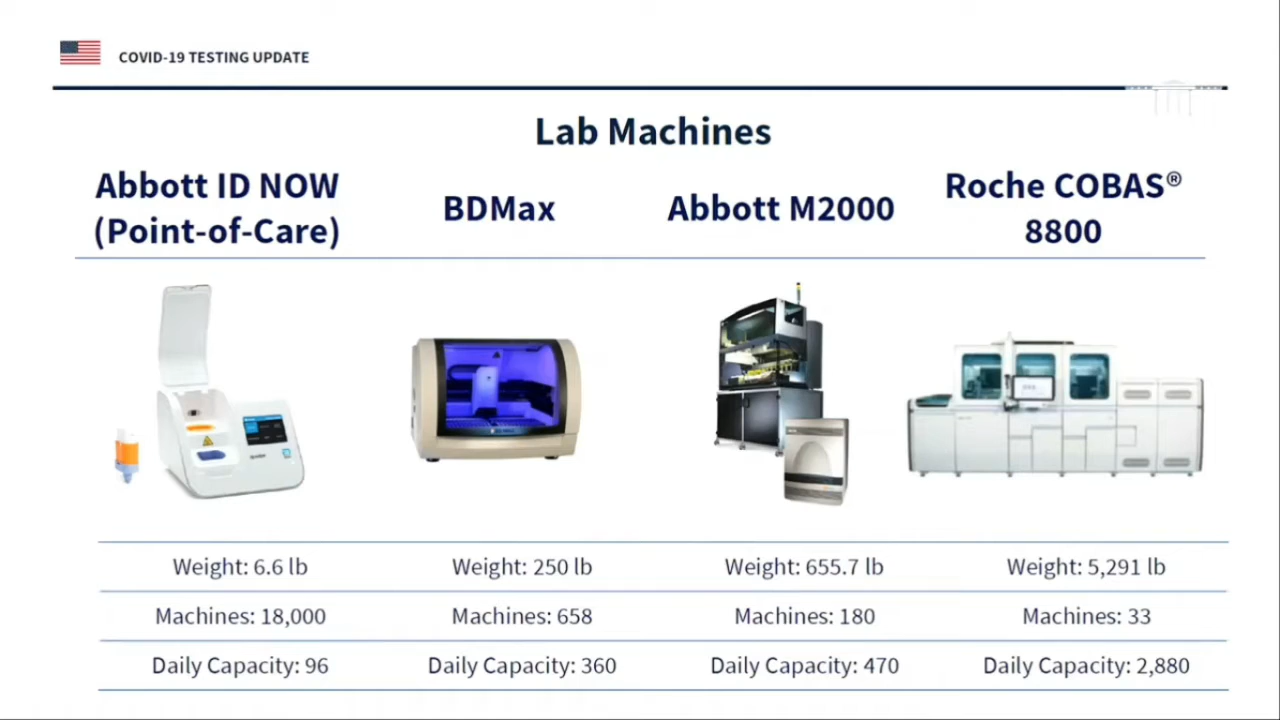 COVID-19 TESTING UPDATE
Lab Machines
Abbott ID NOW
(Point-of-Care)
BDMax
Abbott M2000
Roche COBAS®
8800
Weight: 6.6 lb
Weight: 250 lb
Weight: 655.7 lb
Weight: 5,291 lb
Machines: 18,000
Machines: 658
Machines: 180
Machines: 33
Daily Capacity: 96
Daily Capacity: 360
Daily Capacity: 470
Daily Capacity: 2,880